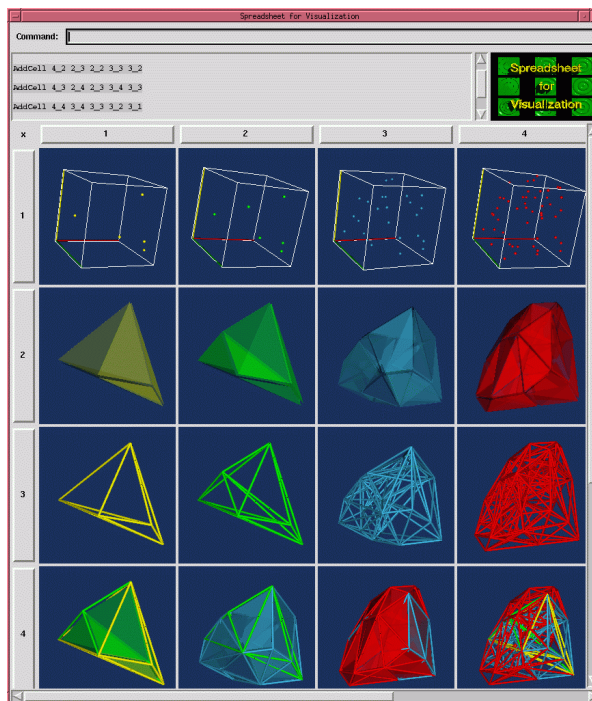 Spreadsheet for Visualization
Command:
AddCell 4_2 2_3 2_2 3_3 3_2
AddCell 4_3 2_4 2_3 3_4 3_3
AddCell 4_4 3_4 3_3 3_2 3_1
Spreadsheet
for
Visualization
x 1 2 3 4
1
2
3
4